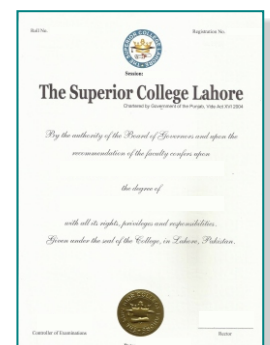 Roll No. Registration No.
SUPERIOR COLLEGE
Session:
The Superior College Lahore
Chartered by Government of the Punjab, Vide Act XVI 2004
By the authority of the Board of Governors and upon the
recommendation of the faculty confers upon
the degree of
with all its rights, privileges and responsibilities.
Given under the seal of the College, in Lahore, Pakistan.
Controller of Examinations Rector